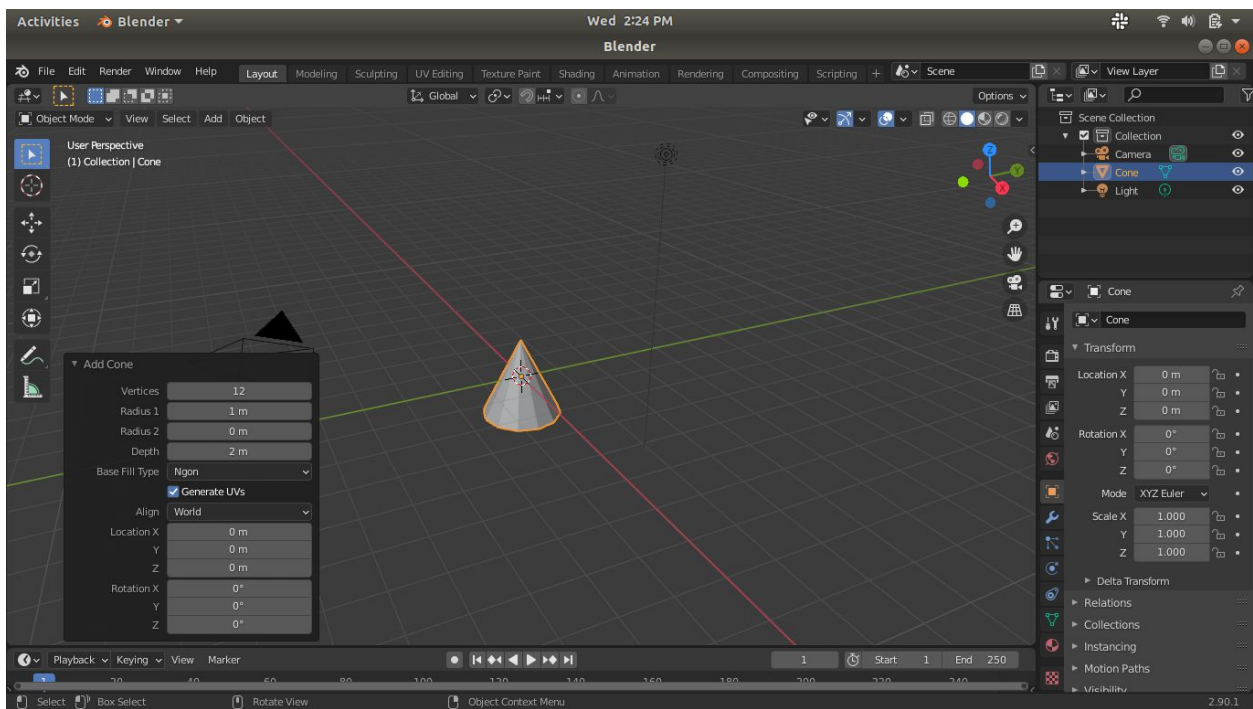 Activities Blender Wed 2:24 PM
Blender
File Edit Render Window Help Layout Modeling Sculpting UV Editing Texture Paint Shading Animation Rendering Compositing Scripting + Scene View Layer
Global Options
Object Mode View Select Add Object
User Perspective
(1) Collection | Cone
Z
Y
X
Scene Collection
Collection
Camera
Cone
Light
Cone
Cone
Transform
Location X 0 m
Y 0 m
Z 0 m
Rotation X 0°
Y 0°
Z 0°
Mode XYZ Euler
Scale X 1.000
Y 1.000
Z 1.000
Delta Transform
Relations
Collections
Instancing
Motion Paths
Visibility
Add Cone
Vertices 12
Radius 1 1 m
Radius 2 0 m
Depth 2 m
Base Fill Type Ngon
Generate UVs
Align World
Location X 0 m
Y 0 m
Z 0 m
Rotation X 0°
Y 0°
Z 0°
Playback Keying View Marker 1 Start 1 End 250
1 20 40 60 80 100 120 140 160 180 200 220 240
Select Box Select Rotate View Object Context Menu 2.90.1